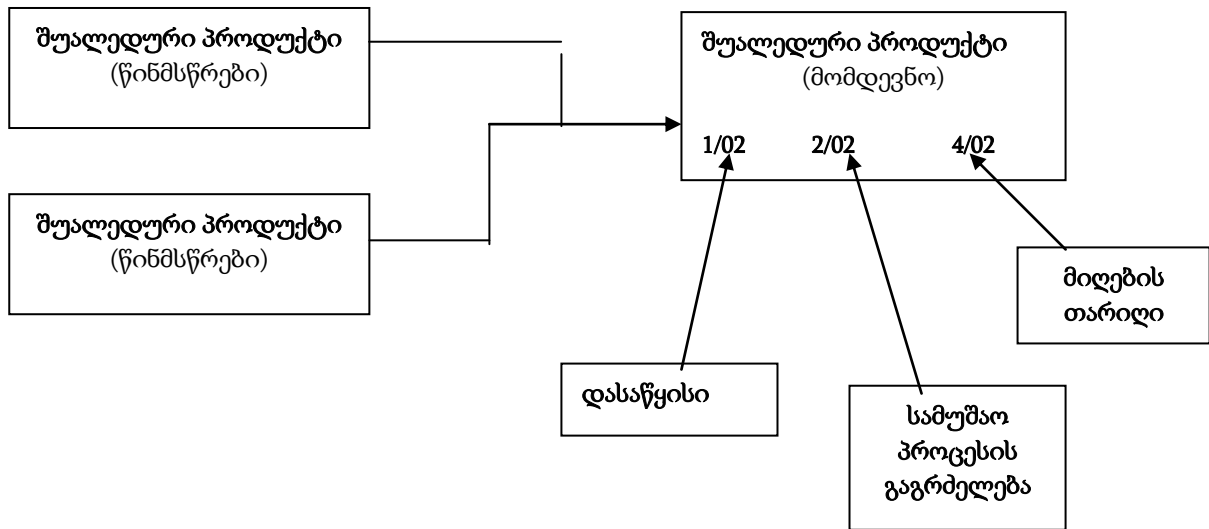 შუალედური პროდუქტი
(წინმსწრები)
შუალედური პროდუქტი
(მომდევნო)
1/02 2/02 4/02
შუალედური პროდუქტი
(წინმსწრები)
მიღების
თარიღი
დასაწყისი
სამუშაო
პროცესის
გაგრძელება